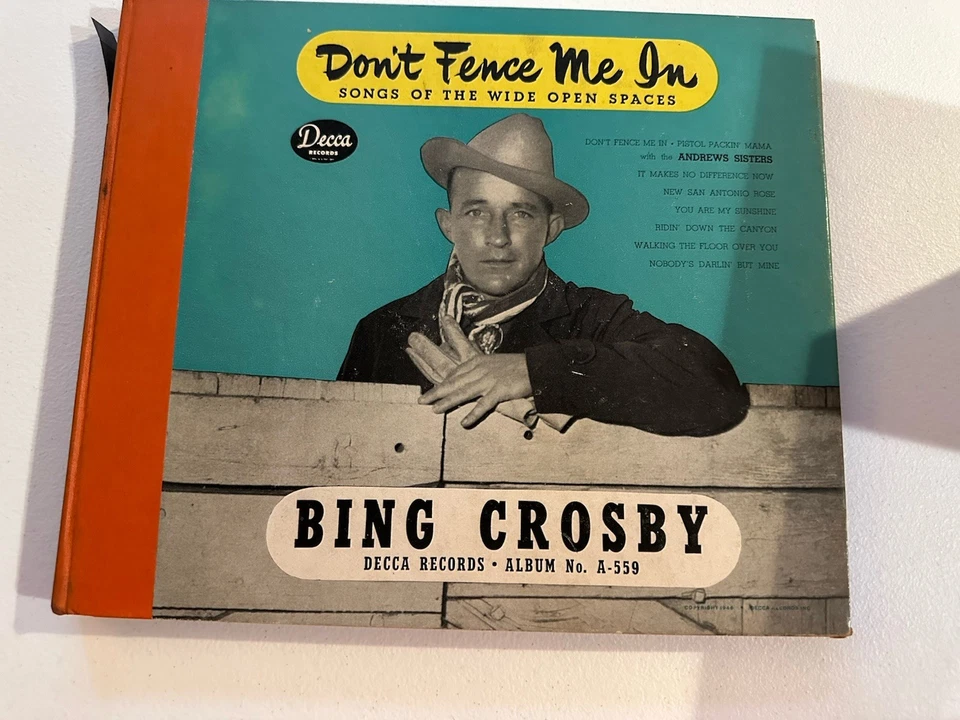 Don't Fence Me In
SONGS OF THE WIDE OPEN SPACES
Decca
RECORDS
DON'T FENCE ME IN • PISTOL PACKIN' MAMA
with the ANDREWS SISTERS
IT MAKES NO DIFFERENCE NOW
NEW SAN ANTONIO ROSE
YOU ARE MY SUNSHINE
RIDIN' DOWN THE CANYON
WALKING THE FLOOR OVER YOU
NOBODY'S DARLIN' BUT MINE
BING CROSBY
DECCA RECORDS • ALBUM No. A-559
COPYRIGHT